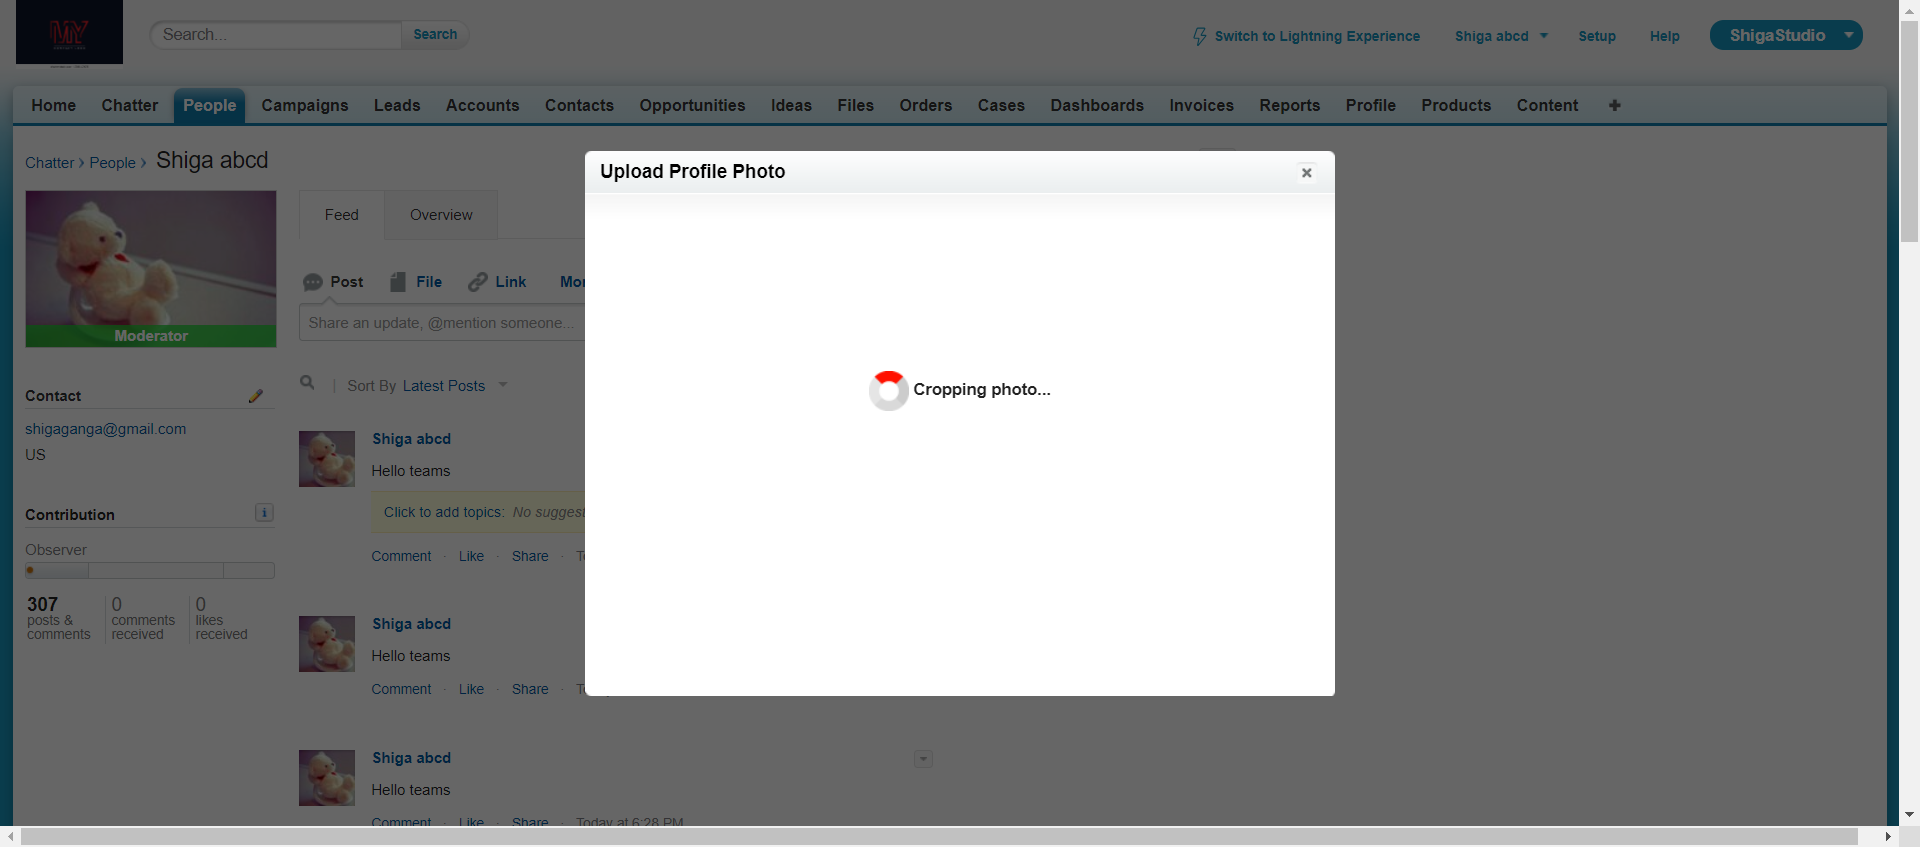 MY
Search...
Search
Switch to Lightning Experience
Shiga abcd
Setup
Help
ShigaStudio
Home
Chatter
People
Campaigns
Leads
Accounts
Contacts
Opportunities
Ideas
Files
Orders
Cases
Dashboards
Invoices
Reports
Profile
Products
Content
Chatter › People › Shiga abcd
Moderator
Contact
shigaganga@gmail.com
US
Contribution
Observer
307
posts &
comments
0
comments
received
0
likes
received
Feed
Overview
Post
File
Link
Share an update, @mention someone...
Sort By Latest Posts
Shiga abcd
Hello teams
Click to add topics: No
Comment · Like · Share ·
Shiga abcd
Hello teams
Comment · Like · Share ·
Shiga abcd
Hello teams
Comment · Like · Share · Today at 6:28 PM
Upload Profile Photo
Cropping photo...